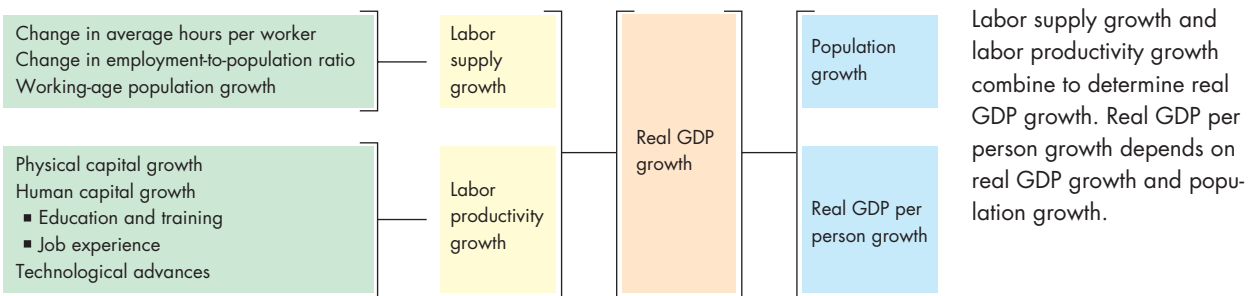 Change in average hours per worker
Change in employment-to-population ratio
Working-age population growth
Labor
supply
growth
Physical capital growth
Human capital growth
▪ Education and training
▪ Job experience
Technological advances
Labor
productivity
growth
Real GDP
growth
Population
growth
Real GDP per
person growth
Labor supply growth and
labor productivity growth
combine to determine real
GDP growth. Real GDP per
person growth depends on
real GDP growth and popu-
lation growth.